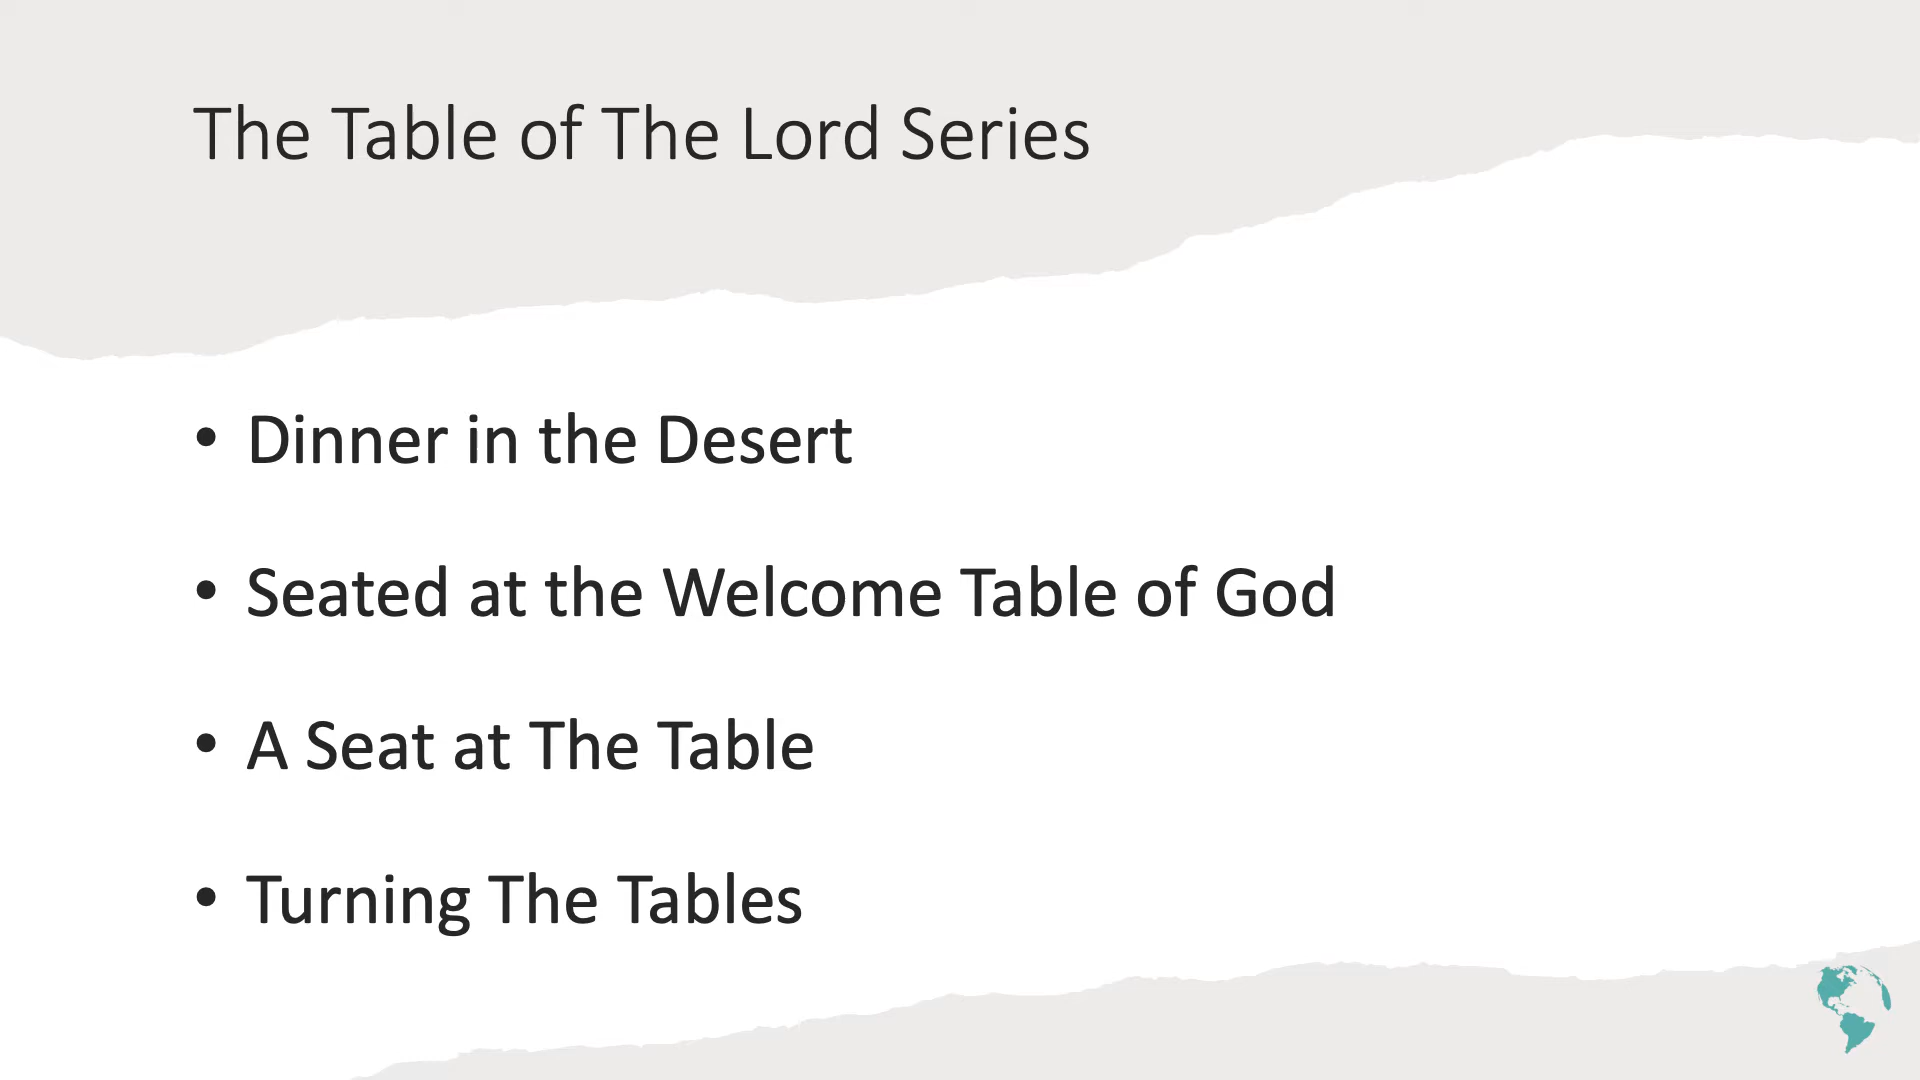 The Table of The Lord Series
• Dinner in the Desert
• Seated at the Welcome Table of God
• A Seat at The Table
• Turning The Tables